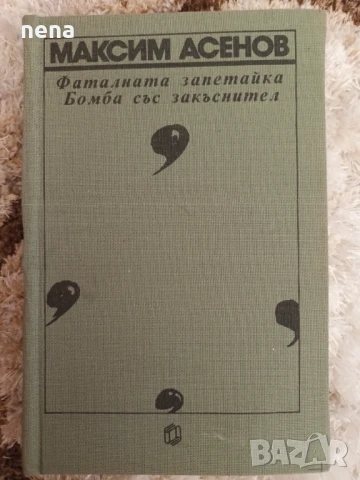 nena
МАКСИМ АСЕНОВ
Фаталната запетайка
Бомба със закъснител
BAZAR